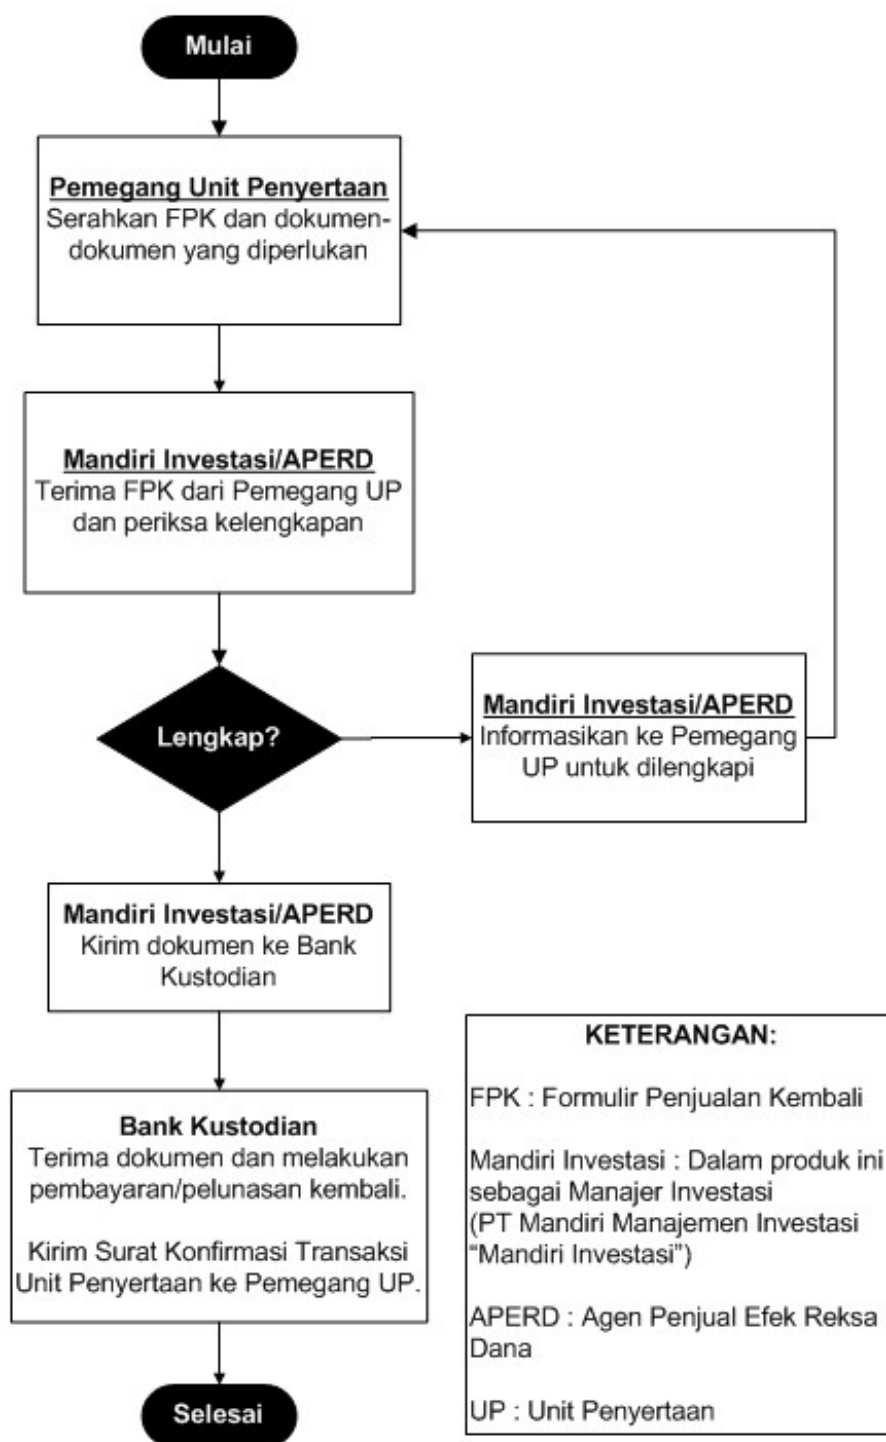 Mulai
Pemegang Unit Penyertaan
Serahkan FPK dan dokumen-
dokumen yang diperlukan
Mandiri Investasi/APERD
Terima FPK dari Pemegang UP
dan periksa kelengkapan
Lengkap?
Mandiri Investasi/APERD
Informasikan ke Pemegang
UP untuk dilengkapi
Mandiri Investasi/APERD
Kirim dokumen ke Bank
Kustodian
Bank Kustodian
Terima dokumen dan melakukan
pembayaran/pelunasan kembali.
Kirim Surat Konfirmasi Transaksi
Unit Penyertaan ke Pemegang UP.
Selesai
KETERANGAN:
FPK : Formulir Penjualan Kembali
Mandiri Investasi : Dalam produk ini
sebagai Manajer Investasi
(PT Mandiri Manajemen Investasi
“Mandiri Investasi”)
APERD : Agen Penjual Efek Reksa
Dana
UP : Unit Penyertaan